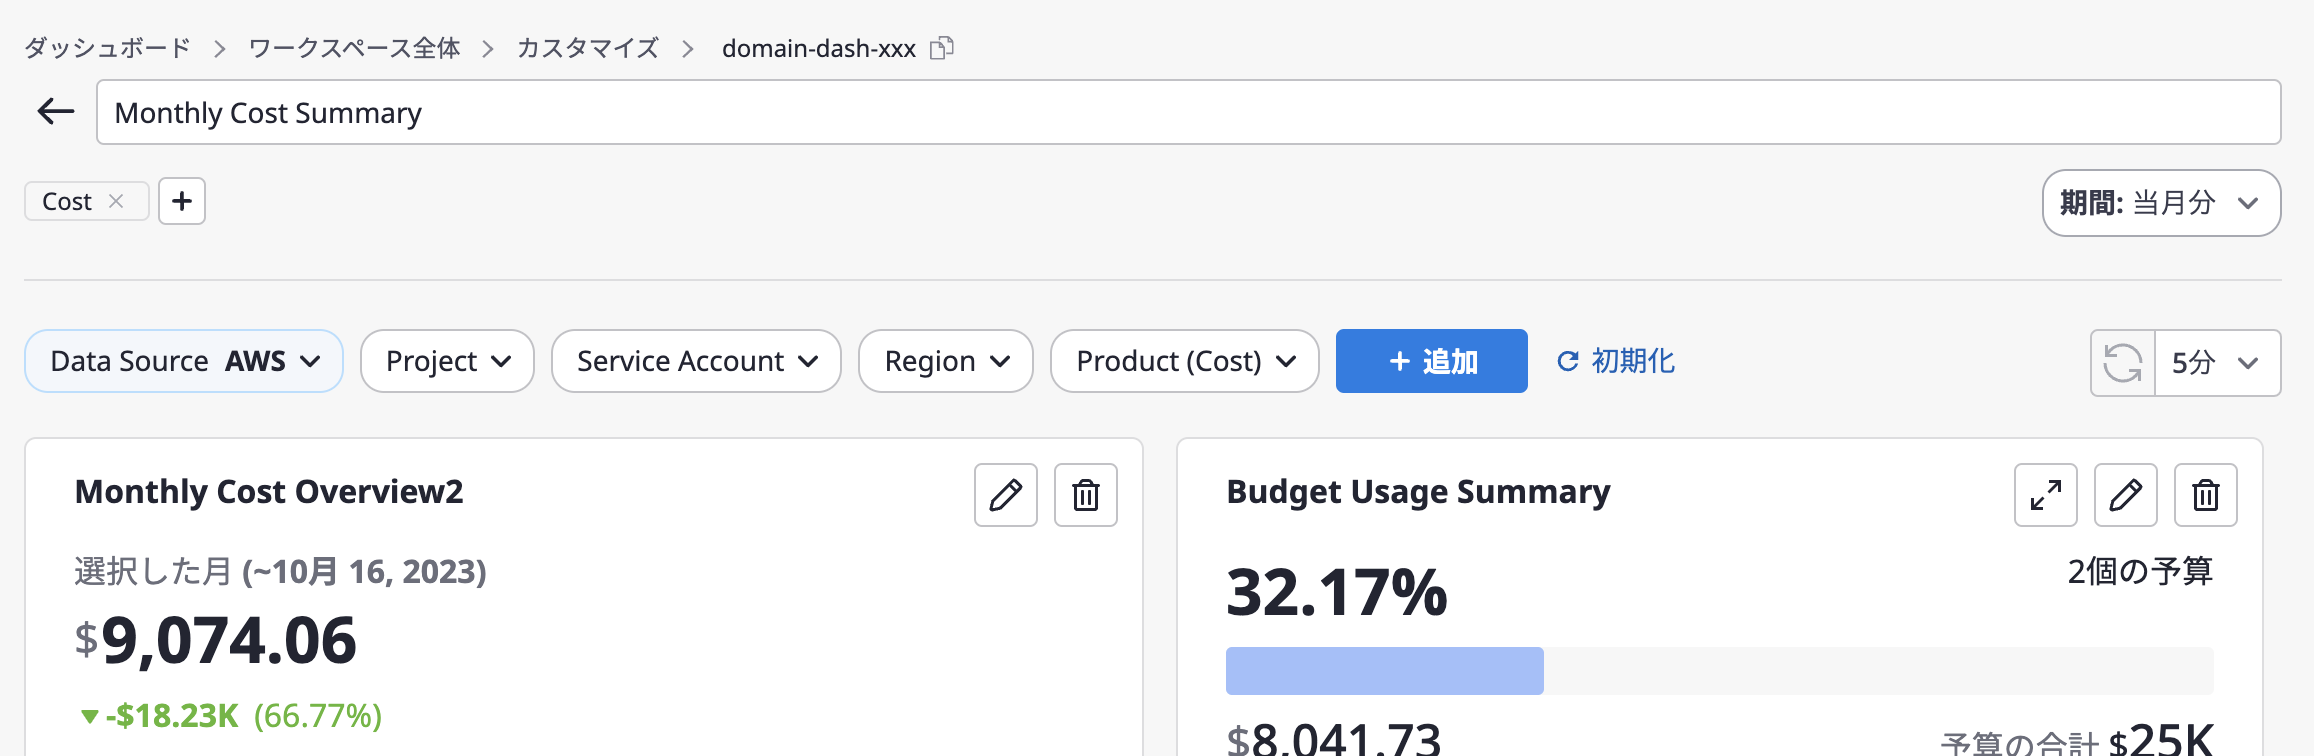 ダッシュボード > ワークスペース全体 > カスタマイズ > domain-dash-xxx
Monthly Cost Summary
Cost
期間: 当月分
Data Source AWS
Project
Service Account
Region
Product (Cost)
+ 追加
初期化
5分
Monthly Cost Overview2
選択した月 (~10月 16, 2023)
$9,074.06
▼ -$18.23K (66.77%)
Budget Usage Summary
32.17%
2個の予算
$8,041.73
予算の合計 $25K